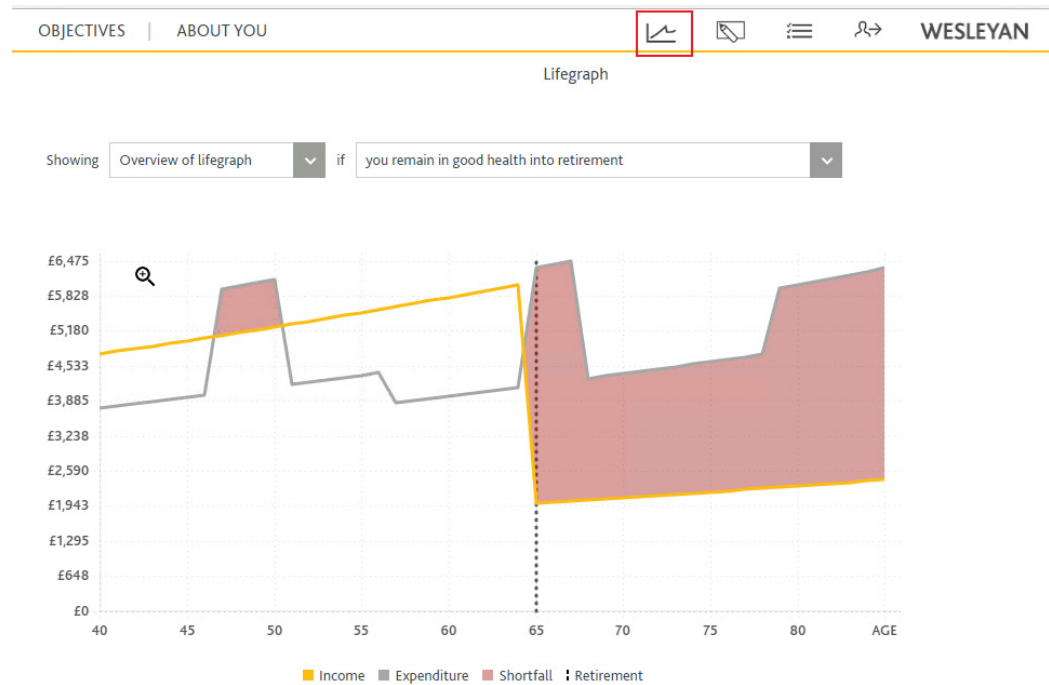 OBJECTIVES | ABOUT YOU WESLEYAN
Lifegraph
Showing Overview of lifegraph if you remain in good health into retirement
£6,475
£5,828
£5,180
£4,533
£3,885
£3,238
£2,590
£1,943
£1,295
£648
£0
40 45 50 55 60 65 70 75 80 AGE
Income Expenditure Shortfall Retirement